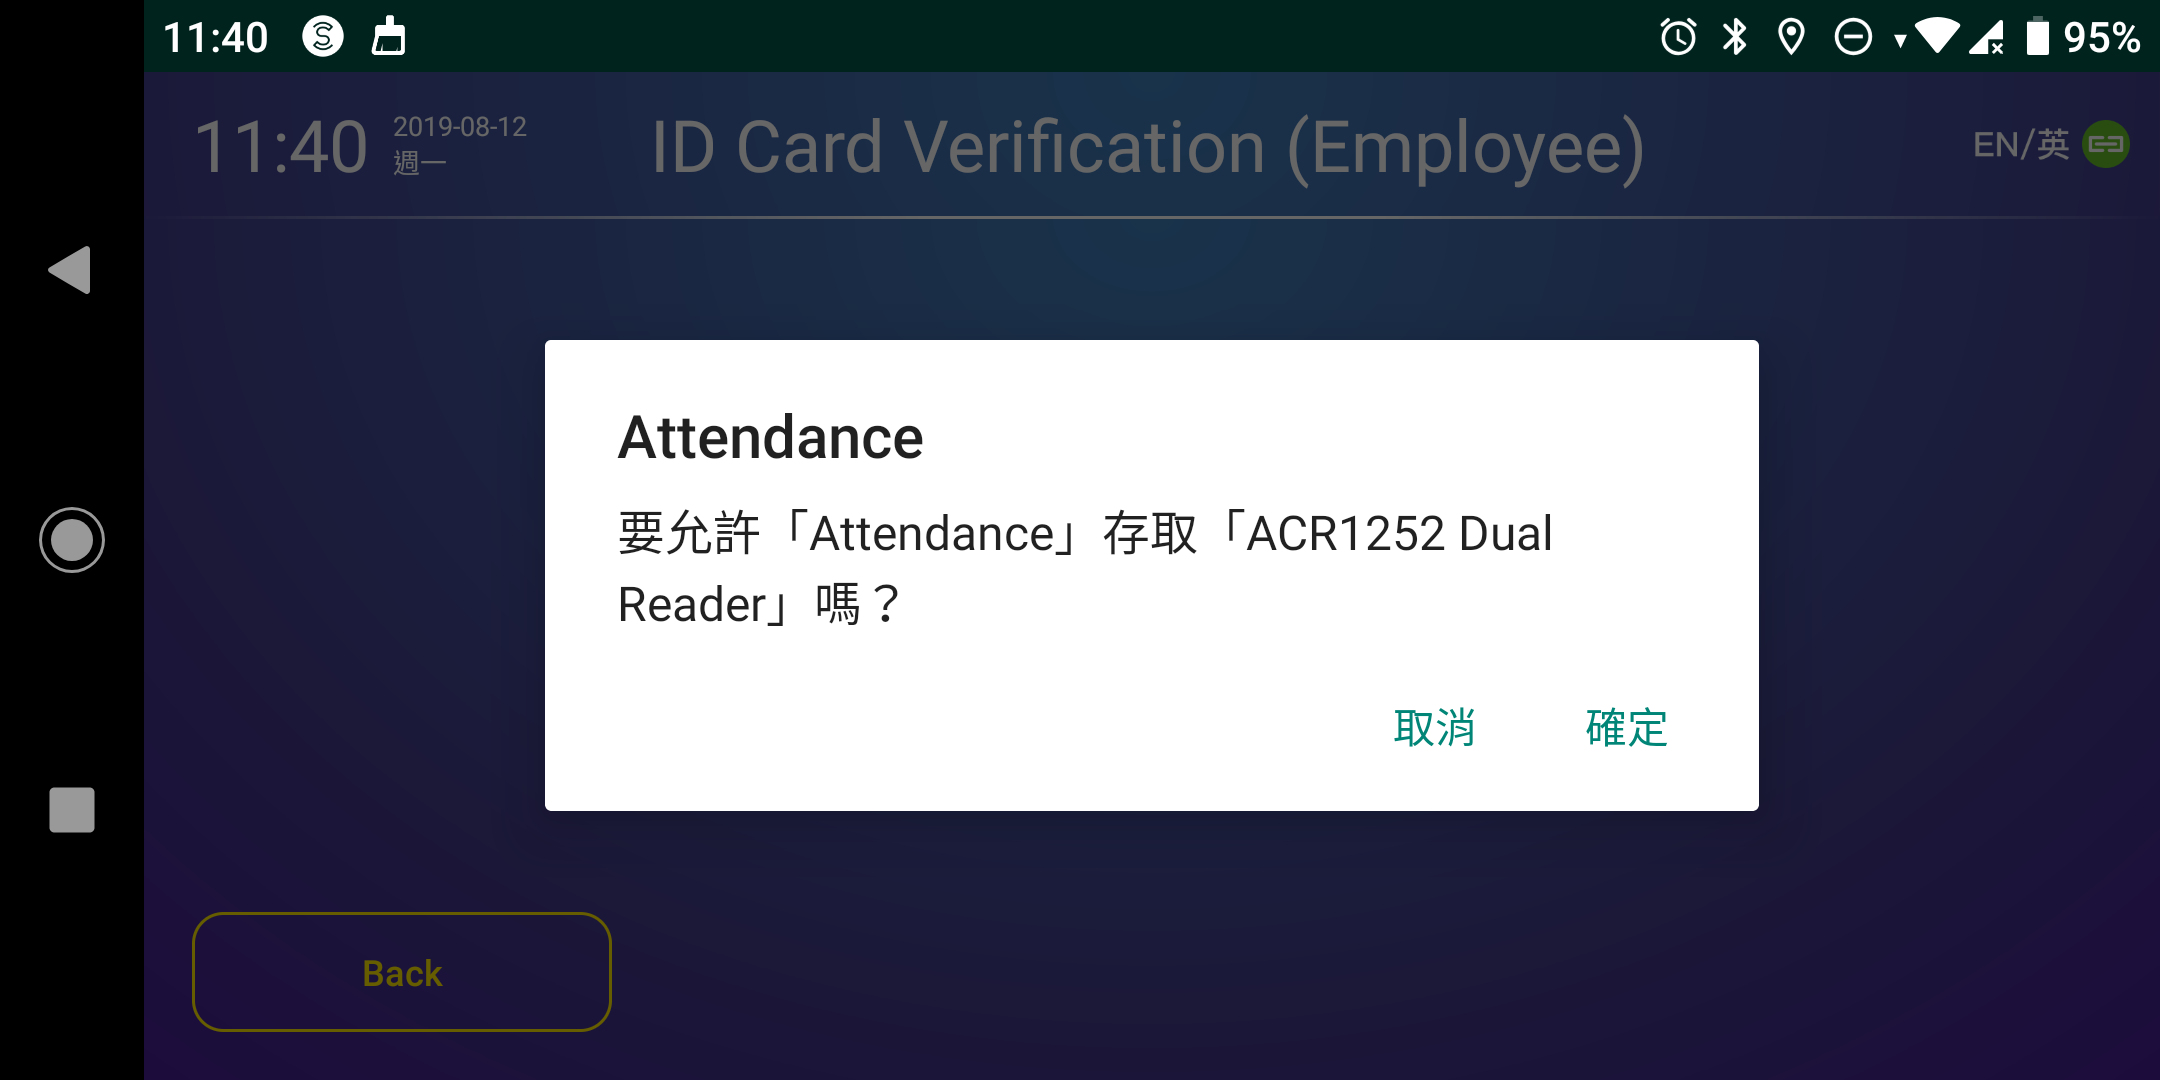 11:40
95%
11:40
2019-08-12
週一
ID Card Verification (Employee)
EN/英
Attendance
要允許「Attendance」存取「ACR1252 Dual
Reader」嗎？
取消
確定
Back